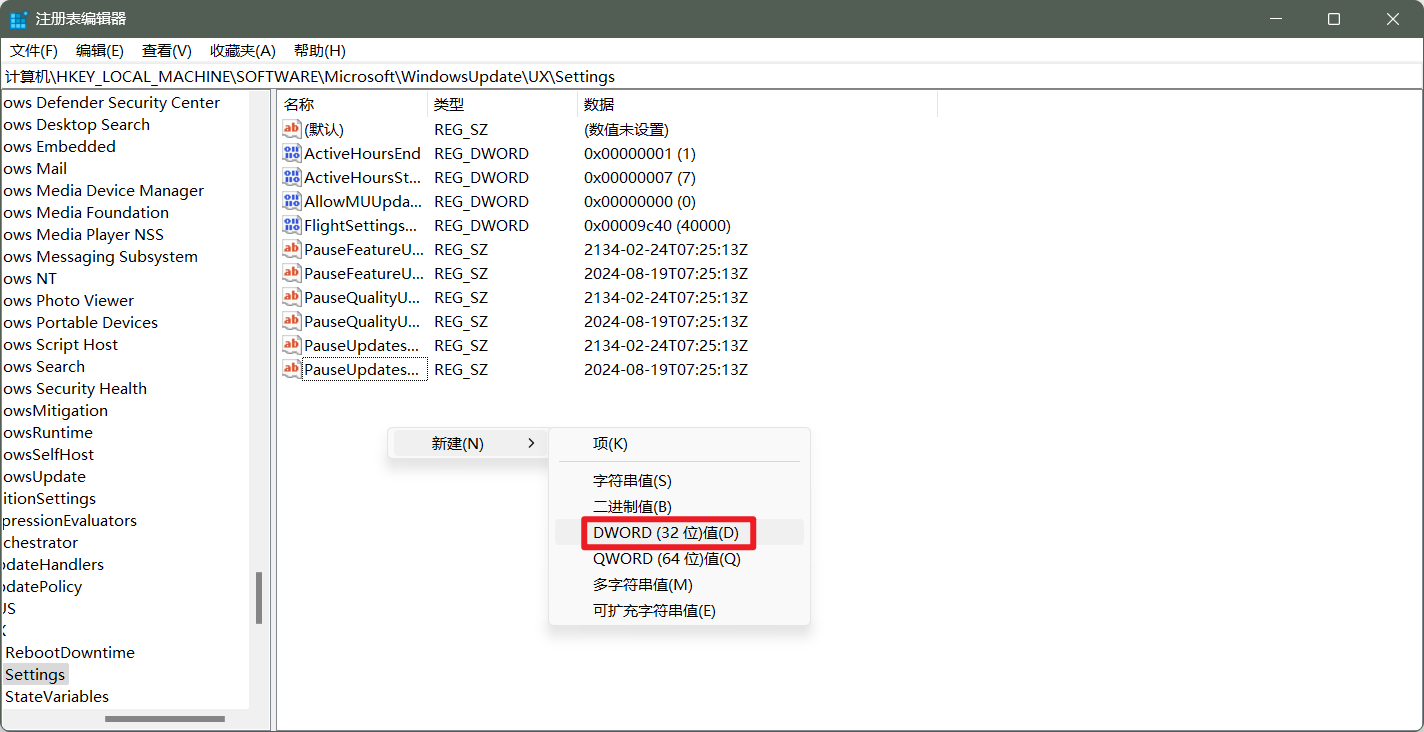 注册表编辑器
文件(F) 编辑(E) 查看(V) 收藏夹(A) 帮助(H)
计算机\HKEY_LOCAL_MACHINE\SOFTWARE\Microsoft\WindowsUpdate\UX\Settings
ows Defender Security Center
ows Desktop Search
ows Embedded
ows Mail
ows Media Device Manager
ows Media Foundation
ows Media Player NSS
ows Messaging Subsystem
ows NT
ows Photo Viewer
ows Portable Devices
ows Script Host
ows Search
ows Security Health
owsMitigation
owsRuntime
owsSelfHost
owsUpdate
itionSettings
pressionEvaluators
chestrator
pdateHandlers
pdatePolicy
US
X
RebootDowntime
Settings
StateVariables
名称 类型 数据
(默认) REG_SZ (数值未设置)
ActiveHoursEnd REG_DWORD 0x00000001 (1)
ActiveHoursSt... REG_DWORD 0x00000007 (7)
AllowMUUpda... REG_DWORD 0x00000000 (0)
FlightSettings... REG_DWORD 0x00009c40 (40000)
PauseFeatureU... REG_SZ 2134-02-24T07:25:13Z
PauseFeatureU... REG_SZ 2024-08-19T07:25:13Z
PauseQualityU... REG_SZ 2134-02-24T07:25:13Z
PauseQualityU... REG_SZ 2024-08-19T07:25:13Z
PauseUpdates... REG_SZ 2134-02-24T07:25:13Z
PauseUpdates... REG_SZ 2024-08-19T07:25:13Z
新建(N)
项(K)
字符串值(S)
二进制值(B)
DWORD (32 位)值(D)
QWORD (64 位)值(Q)
多字符串值(M)
可扩充字符串值(E)